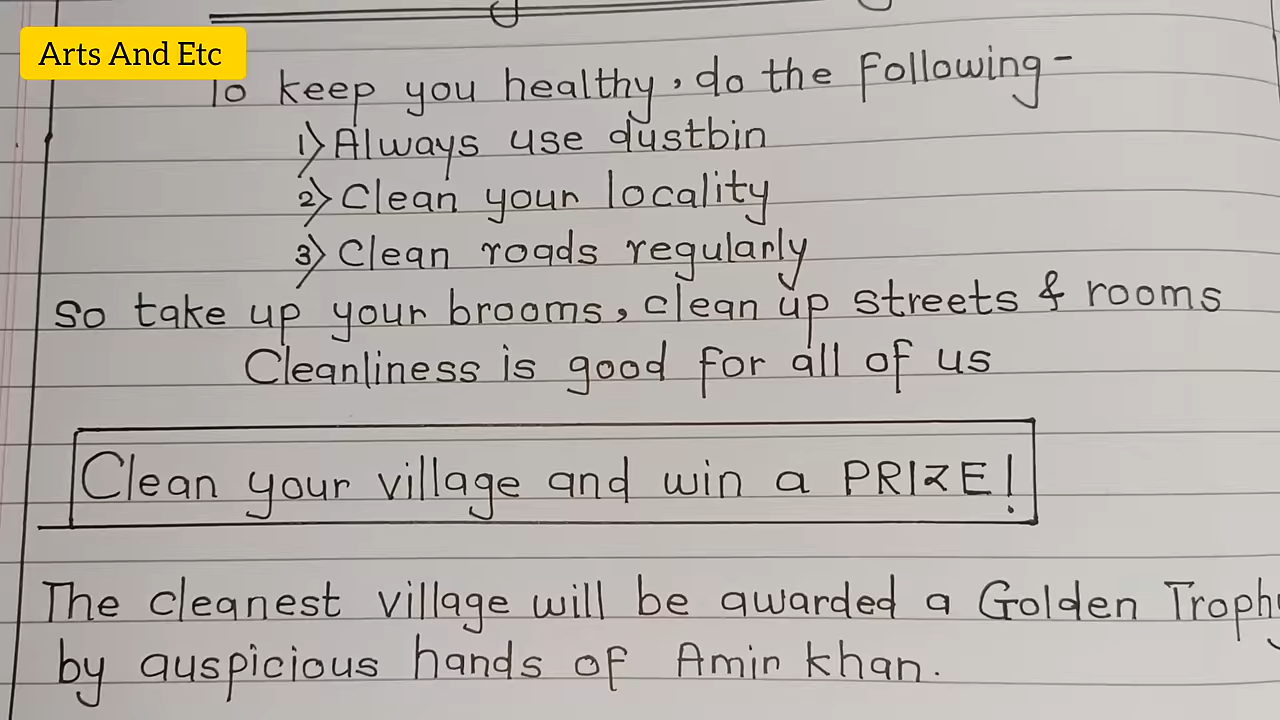 Arts And Etc
To keep you healthy, do the Following-
1) Always use dustbin
2) Clean your locality
3) Clean roads regularly
So take up your brooms, clean up streets & rooms
Cleanliness is good for all of us
Clean your village and win a PRIZE!
The cleanest village will be awarded a Golden Trophy
by auspicious hands of Amir khan.